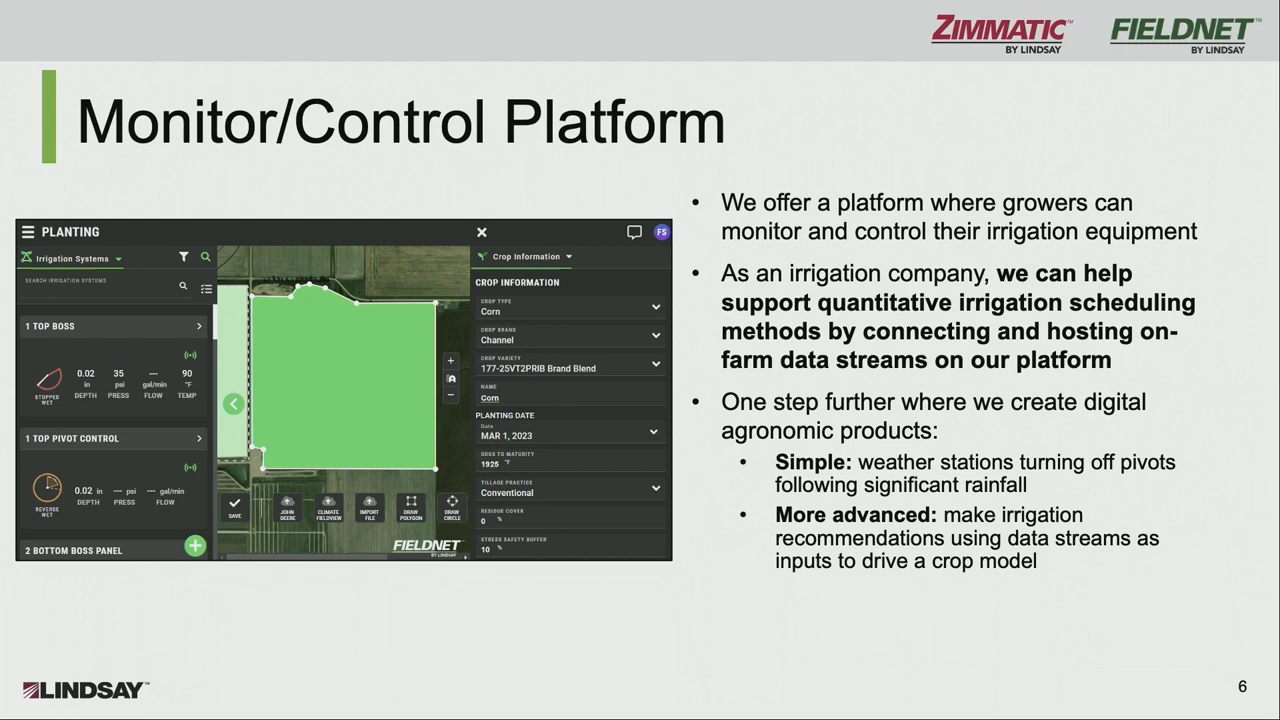 ZIMMATIC™
BY LINDSAY
FIELDNET™
BY LINDSAY
Monitor/Control Platform
PLANTING
FS
Irrigation Systems
SEARCH IRRIGATION SYSTEMS
1 TOP BOSS
STOPPED
WET
0.02 35 --- 90
in psi gal/min °F
DEPTH PRESS FLOW TEMP
1 TOP PIVOT CONTROL
REVERSE
WET
0.02 in --- psi --- gal/min
DEPTH PRESS FLOW
2 BOTTOM BOSS PANEL
SAVE
JOHN
DEERE
CLIMATE
FIELDVIEW
IMPORT
FILE
DRAW
POLYGON
DRAW
CIRCLE
FIELDNET
BY LINDSAY
Crop Information
CROP INFORMATION
CROP TYPE
Corn
CROP BRAND
Channel
CROP VARIETY
177-25VT2PRIB Brand Blend
NAME
Corn
PLANTING DATE
Date
MAR 1, 2023
GDDS TO MATURITY
1925 °F
TILLAGE PRACTICE
Conventional
RESIDUE COVER
0 %
STRESS SAFETY BUFFER
10 %
• We offer a platform where growers can
monitor and control their irrigation equipment
• As an irrigation company, we can help
support quantitative irrigation scheduling
methods by connecting and hosting on-
farm data streams on our platform
• One step further where we create digital
agronomic products:
• Simple: weather stations turning off pivots
following significant rainfall
• More advanced: make irrigation
recommendations using data streams as
inputs to drive a crop model
LINDSAY™
6